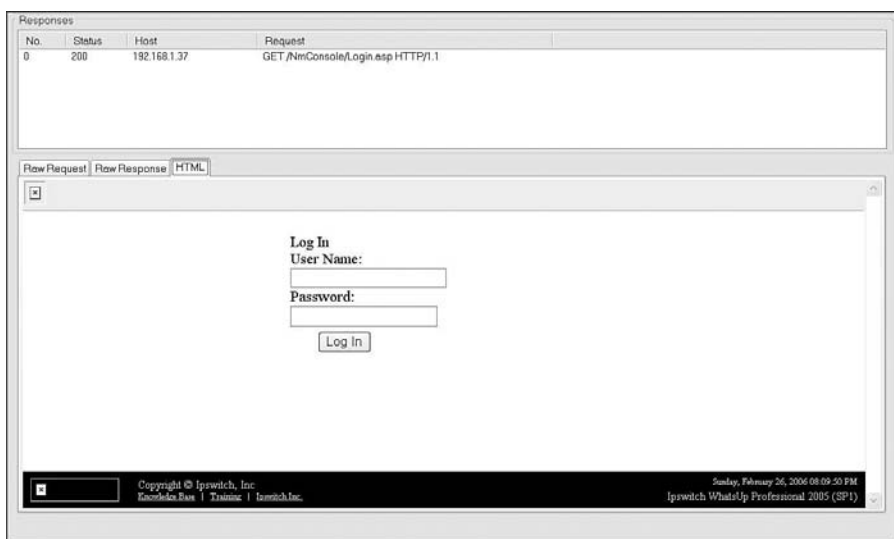 Responses
No. Status Host Request
0 200 192.168.1.37 GET /NmConsole/Login.asp HTTP/1.1
Raw Request Raw Response HTML
Log In
User Name:
Password:
Log In
Copyright © Ipswitch, Inc
Knowledge Base | Training | Ipswitch Inc.
Sunday, February 26, 2006 08:09:50 PM
Ipswitch WhatsUp Professional 2005 (SP1)